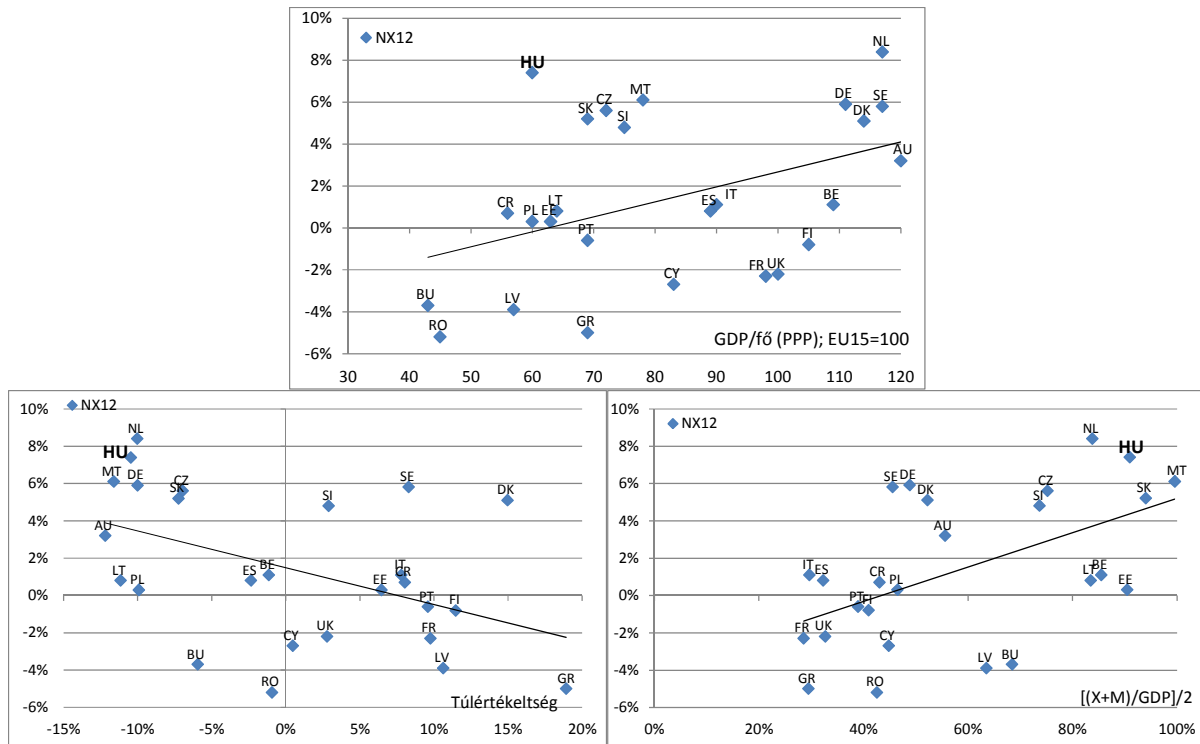 10%
NX12
NL
8%
HU
MT
DE
SE
6%
CZ
SK
DK
SI
4%
AU
2%
CR
LT
ES
IT
BE
PL
EE
0%
PT
FI
-2%
FR
UK
CY
BU
LV
-4%
RO
GR
GDP/fő (PPP); EU15=100
-6%
30 40 50 60 70 80 90 100 110 120
10%
NX12
NL
8%
HU
MT
DE
CZ
SE
6%
SK
SI
DK
4%
AU
2%
LT
ES
BE
IT
CR
PL
EE
0%
PT
FI
-2%
UK
FR
CY
BU
LV
-4%
RO
GR
Túlértékeltség
-6%
-15% -10% -5% 0% 5% 10% 15% 20%
10%
NX12
NL
8%
HU
MT
SE
DE
CZ
6%
DK
SI
SK
4%
AU
2%
IT
ES
CR
PL
LT
BE
EE
0%
PT
FI
-2%
FR
UK
CY
LV
BU
-4%
GR
RO
[(X+M)/GDP]/2
-6%
0% 20% 40% 60% 80% 100%